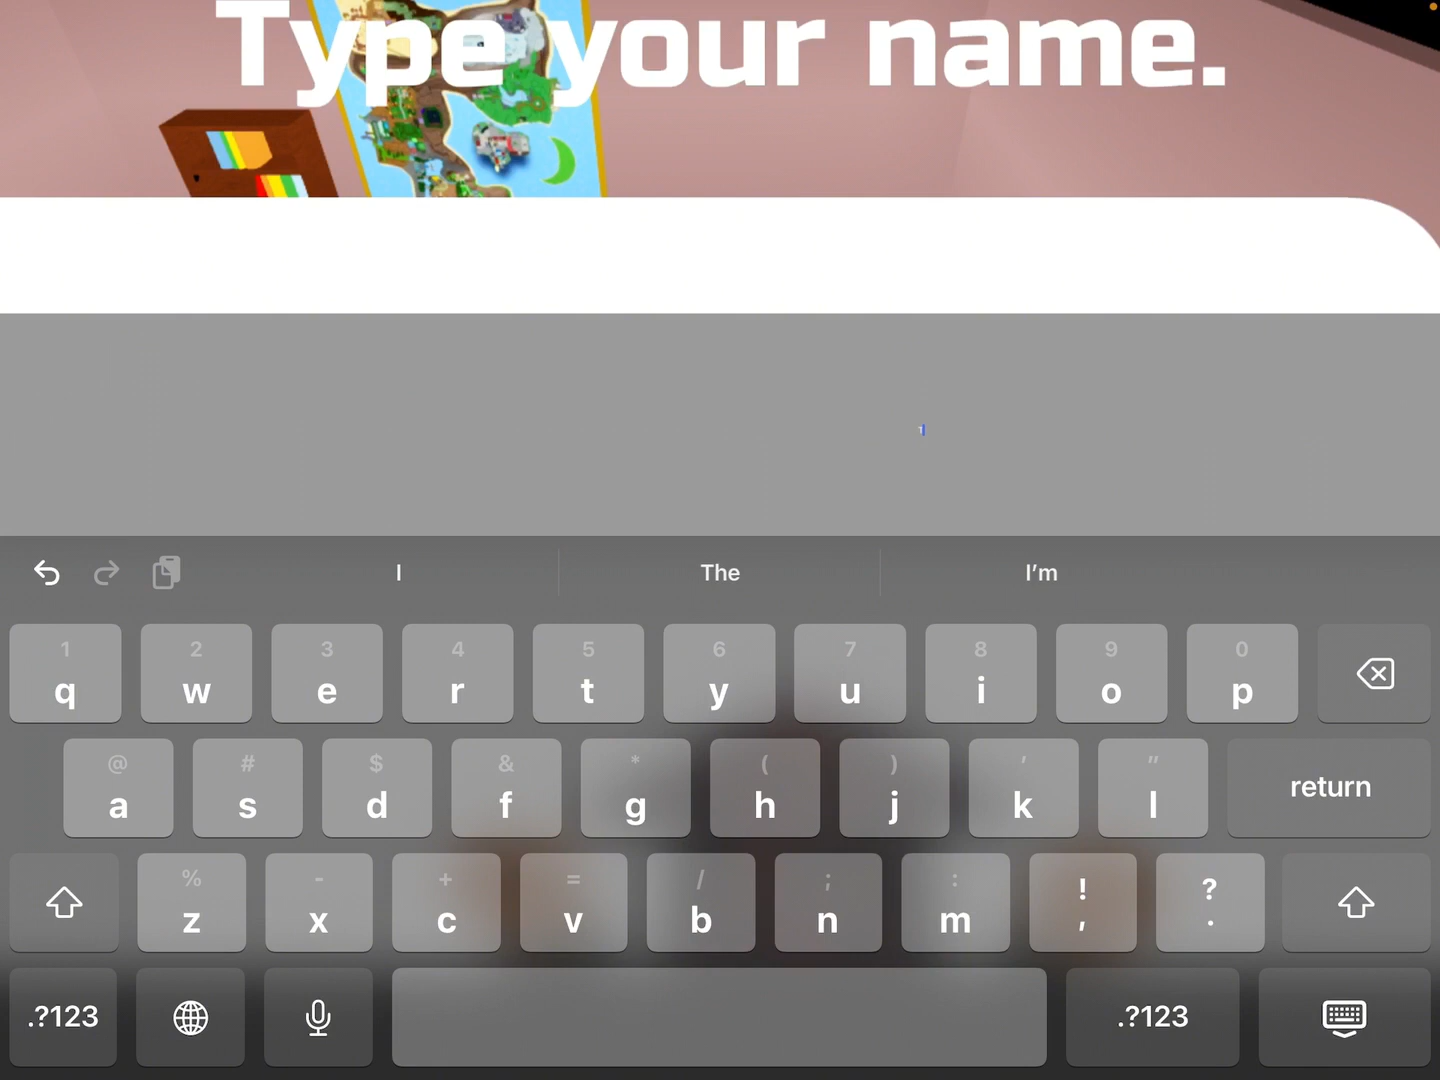 Type your name.
I The I’m
1 2 3 4 5 6 7 8 9 0
q w e r t y u i o p
@ # $ & * ( ) ' "
a s d f g h j k l return
% - + = / ; : ! ?
z x c v b n m , .
.?123 .?123